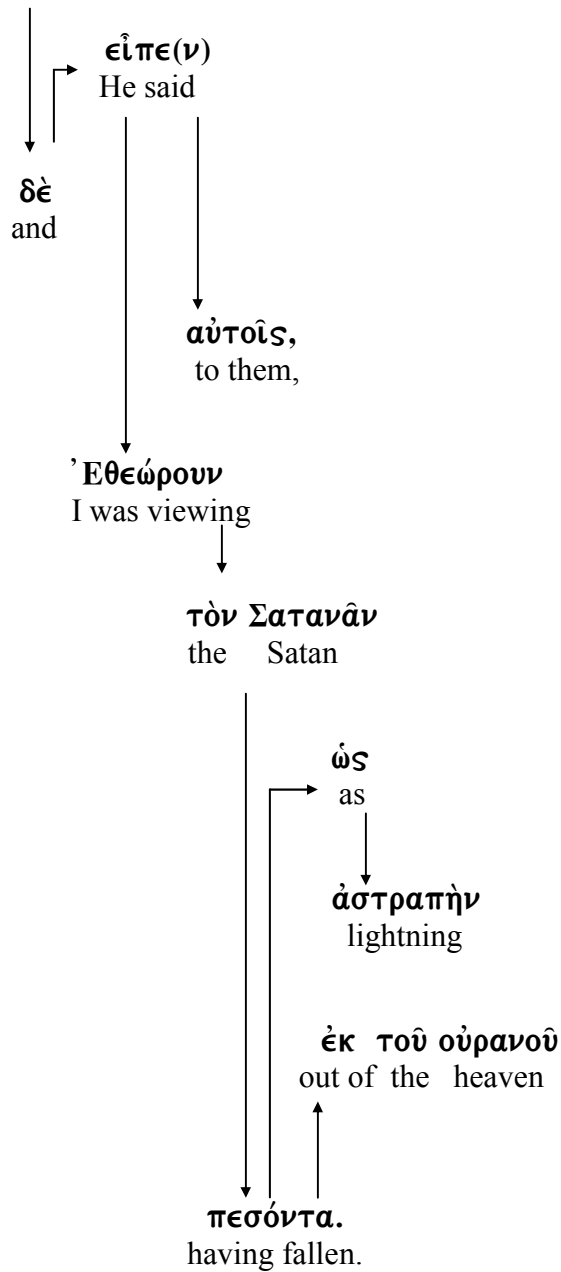 εἶπε(ν)
He said
δὲ
and
αὐτοῖς,
to them,
Ἐθεώρουν
I was viewing
τὸν Σατανᾶν
the Satan
ὡς
as
ἀστραπὴν
lightning
ἐκ τοῦ οὐρανοῦ
out of the heaven
πεσόντα.
having fallen.